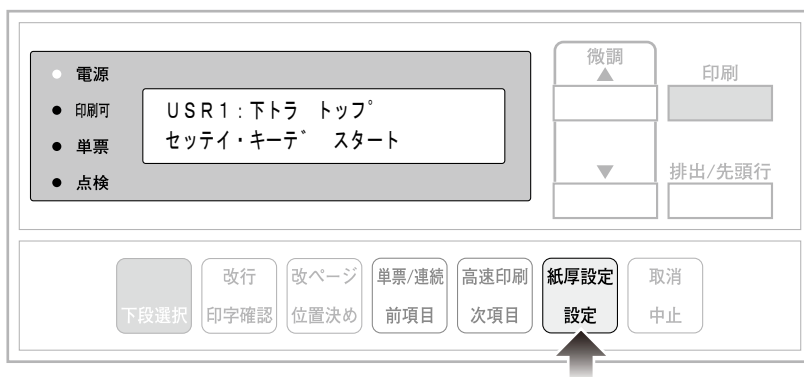 電源
印刷可
単票
点検
USR1:下トラ トップ
セッテイ・キーデ スタート
微調
▲
▼
印刷
排出/先頭行
下段選択
改行
印字確認
改ページ
位置決め
単票/連続
前項目
高速印刷
次項目
紙厚設定
設定
取消
中止